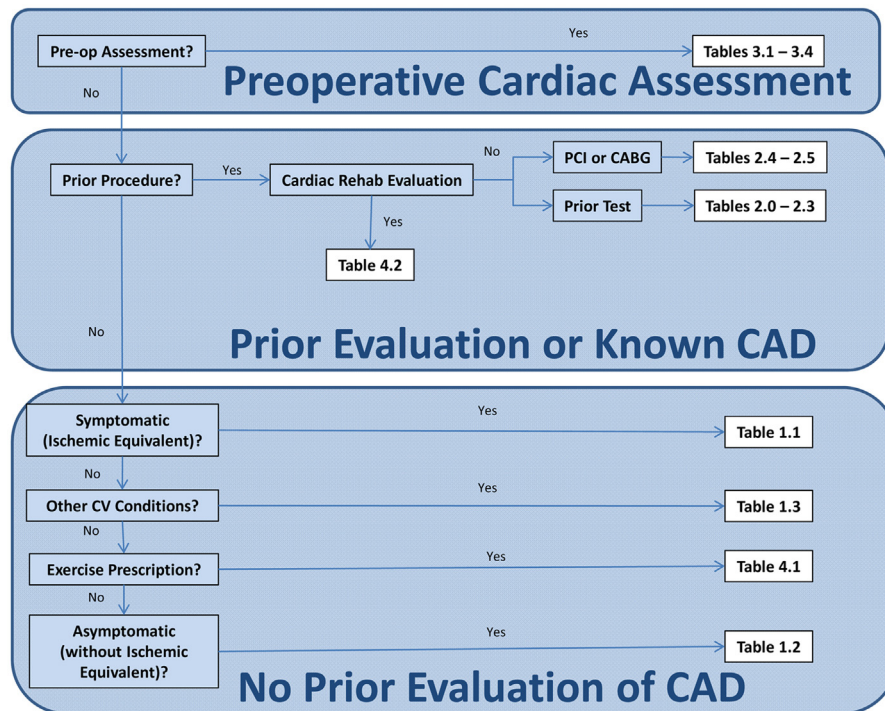 Pre-op Assessment?
Yes
Tables 3.1 – 3.4
Preoperative Cardiac Assessment
No
Prior Procedure?
Yes
Cardiac Rehab Evaluation
No
PCI or CABG
Tables 2.4 – 2.5
Prior Test
Tables 2.0 – 2.3
Yes
Table 4.2
No
Prior Evaluation or Known CAD
Symptomatic
(Ischemic Equivalent)?
Yes
Table 1.1
No
Other CV Conditions?
Yes
Table 1.3
No
Exercise Prescription?
Yes
Table 4.1
No
Asymptomatic
(without Ischemic
Equivalent)?
Yes
Table 1.2
No Prior Evaluation of CAD